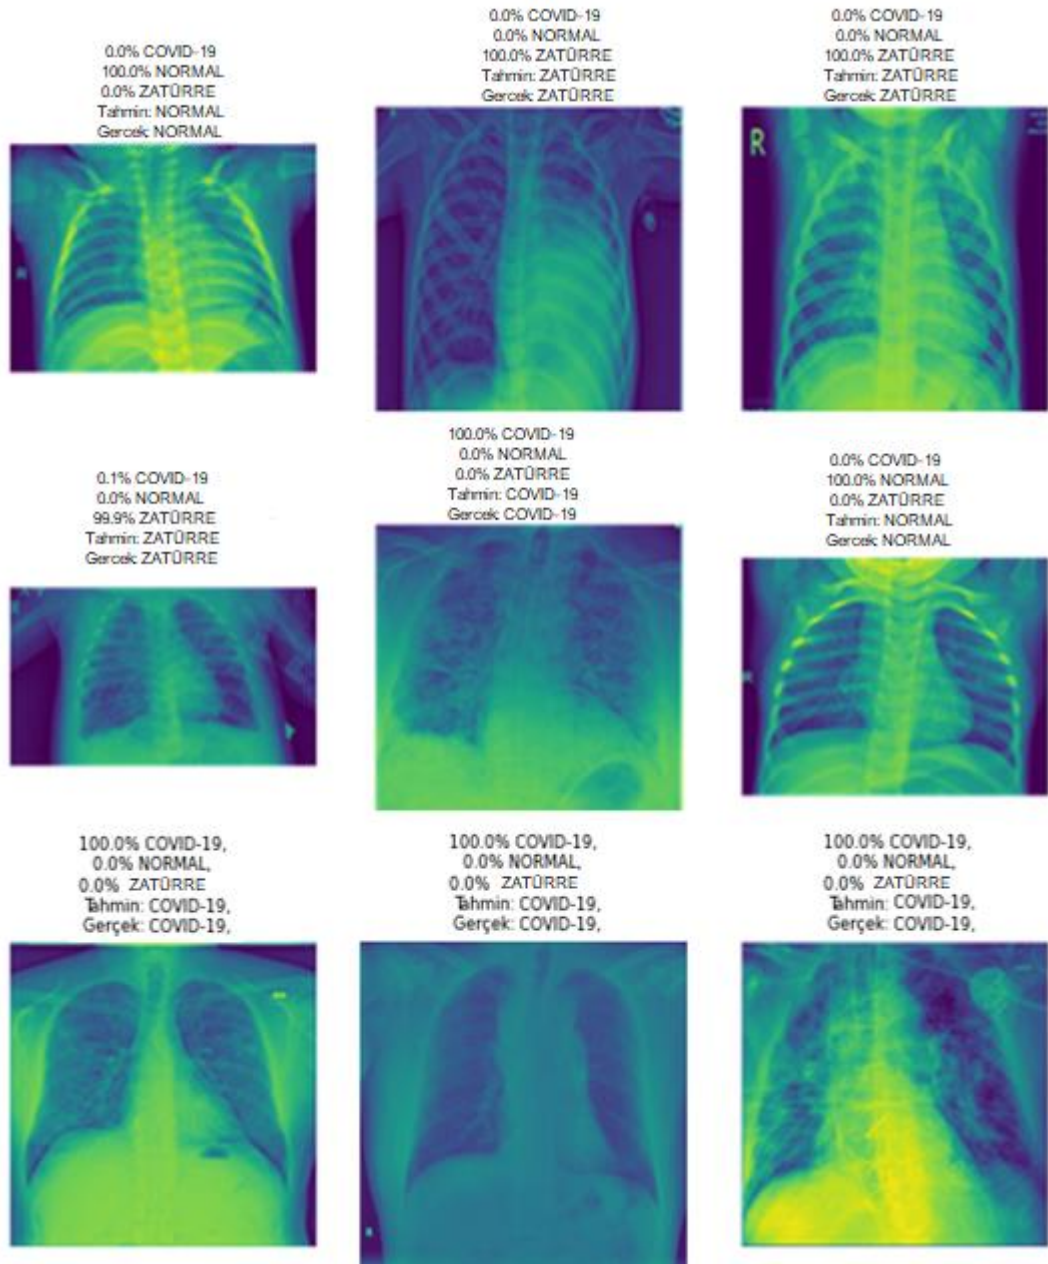 0.0% COVID-19
100.0% NORMAL
0.0% ZATÜRRE
Tahmin: NORMAL
Gercek: NORMAL
0.0% COVID-19
0.0% NORMAL
100.0% ZATÜRRE
Tahmin: ZATÜRRE
Gercek: ZATÜRRE
0.0% COVID-19
0.0% NORMAL
100.0% ZATÜRRE
Tahmin: ZATÜRRE
Gercek: ZATÜRRE
R
0.1% COVID-19
0.0% NORMAL
99.9% ZATÜRRE
Tahmin: ZATÜRRE
Gercek: ZATÜRRE
100.0% COVID-19
0.0% NORMAL
0.0% ZATÜRRE
Tahmin: COVID-19
Gercek: COVID-19
0.0% COVID-19
100.0% NORMAL
0.0% ZATÜRRE
Tahmin: NORMAL
Gercek: NORMAL
100.0% COVID-19,
0.0% NORMAL,
0.0% ZATÜRRE
Tahmin: COVID-19,
Gerçek: COVID-19,
100.0% COVID-19,
0.0% NORMAL,
0.0% ZATÜRRE
Tahmin: COVID-19,
Gerçek: COVID-19,
100.0% COVID-19,
0.0% NORMAL,
0.0% ZATÜRRE
Tahmin: COVID-19,
Gerçek: COVID-19,